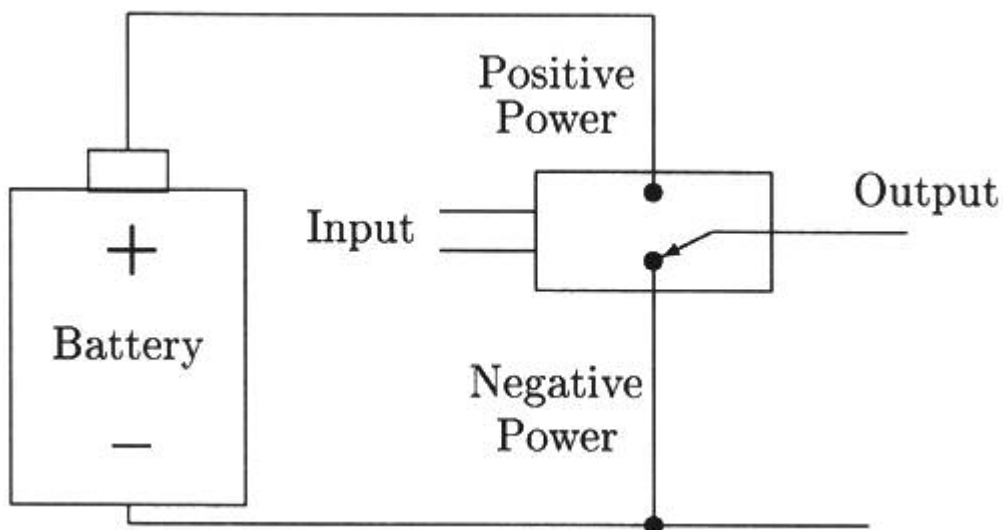 Positive
Power
Input
Output
+
Battery
−
Negative
Power